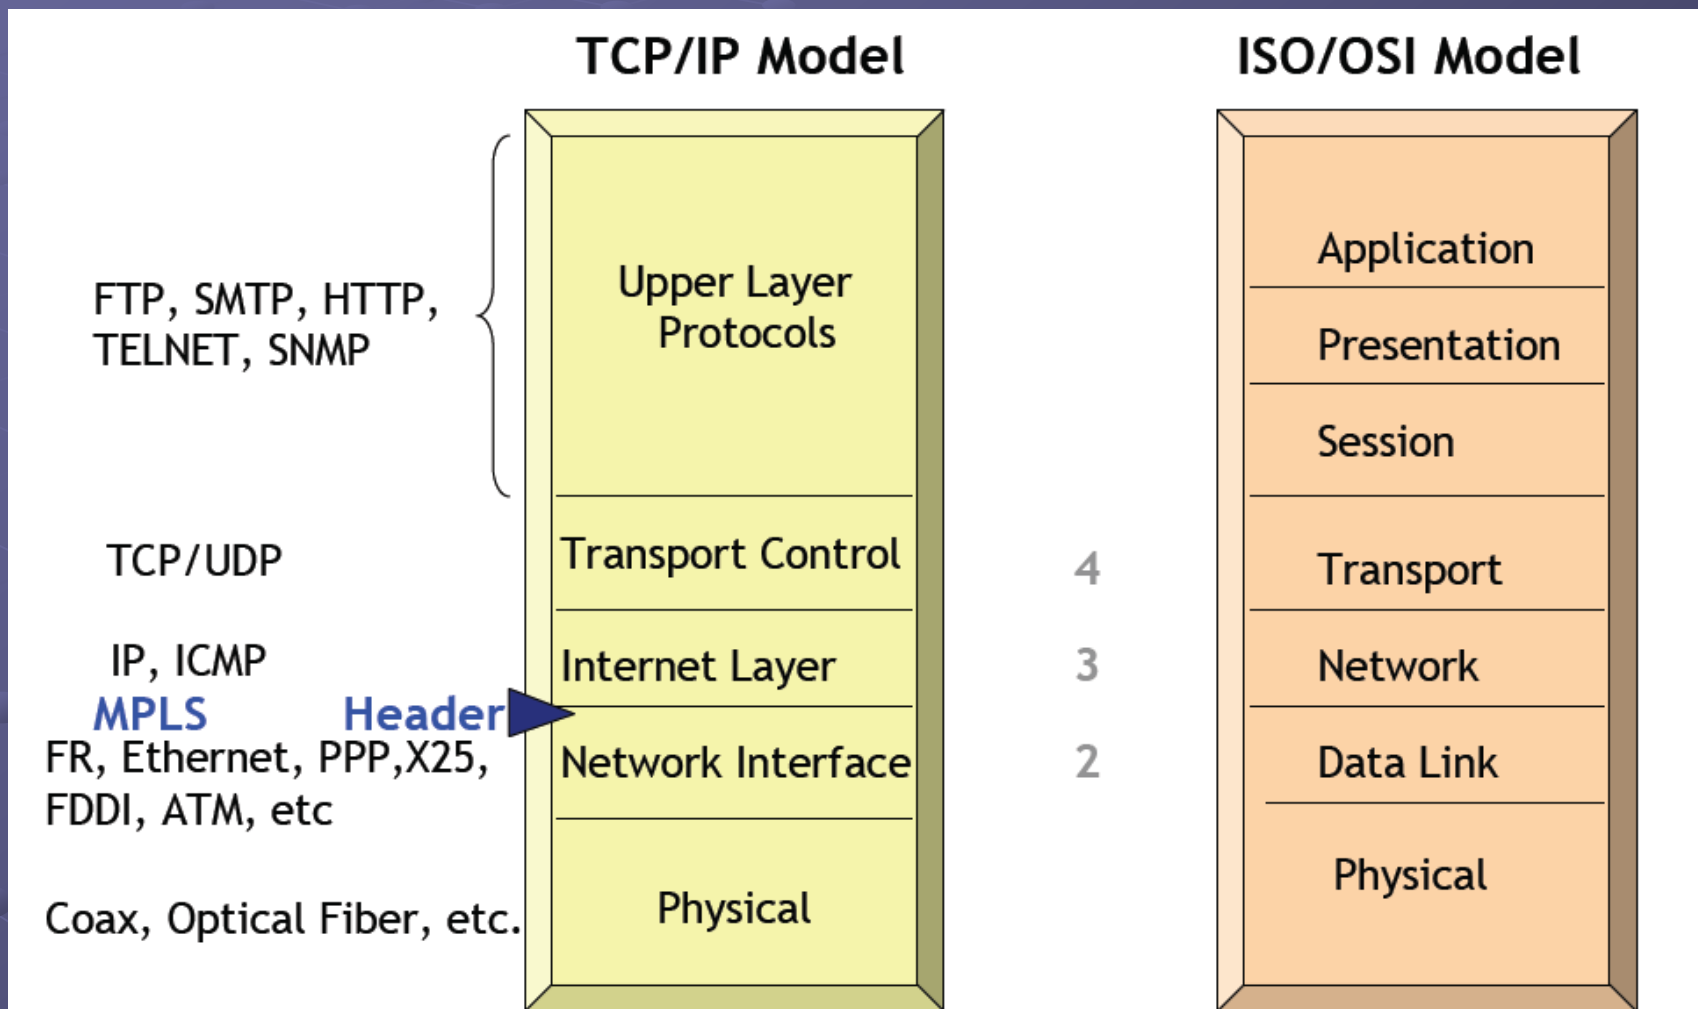 TCP/IP Model
ISO/OSI Model
FTP, SMTP, HTTP,
TELNET, SNMP
Upper Layer
Protocols
Application
Presentation
Session
TCP/UDP
Transport Control
4
Transport
IP, ICMP
Internet Layer
3
Network
MPLS Header
FR, Ethernet, PPP,X25,
FDDI, ATM, etc
Network Interface
2
Data Link
Coax, Optical Fiber, etc.
Physical
Physical